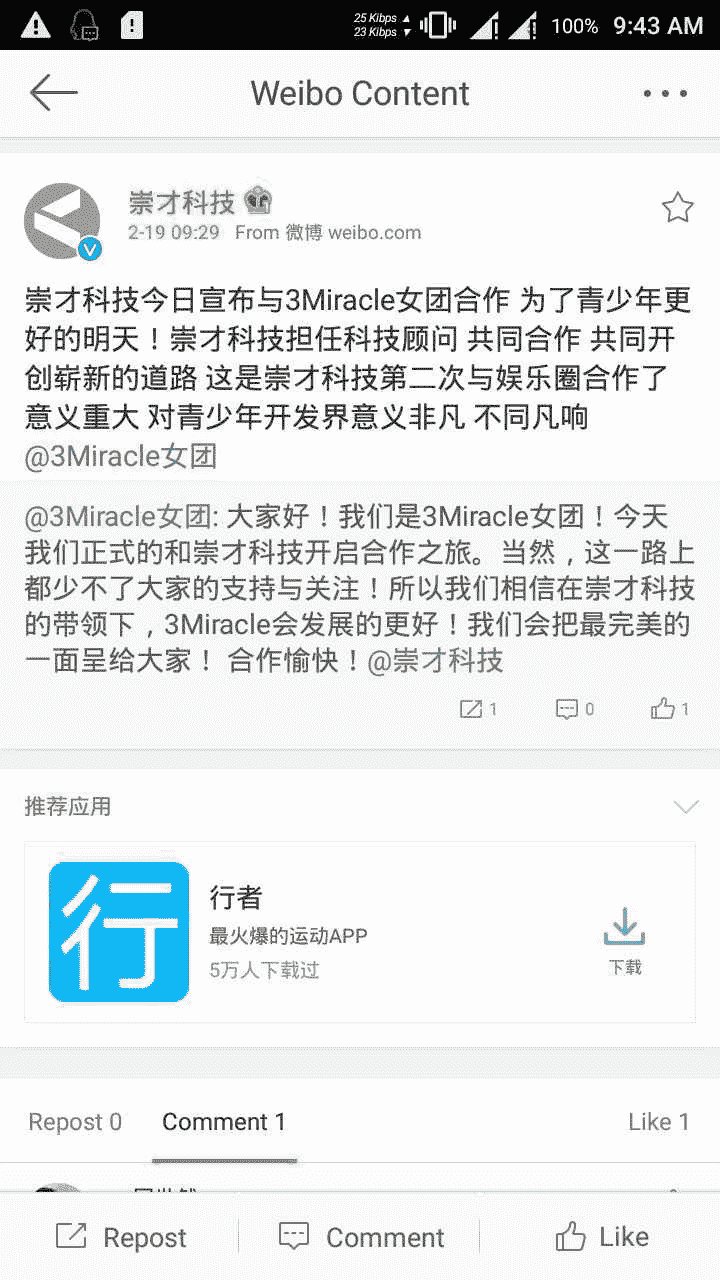 25 Kibps
23 Kibps
100%
9:43 AM
Weibo Content
崇才科技
2-19 09:29 From 微博 weibo.com
崇才科技今日宣布与3Miracle女团合作 为了青少年更
好的明天！崇才科技担任科技顾问 共同合作 共同开
创崭新的道路 这是崇才科技第二次与娱乐圈合作了
意义重大 对青少年开发界意义非凡 不同凡响
@3Miracle女团
@3Miracle女团: 大家好！我们是3Miracle女团！今天
我们正式的和崇才科技开启合作之旅。当然，这一路上
都少不了大家的支持与关注！所以我们相信在崇才科技
的带领下，3Miracle会发展的更好！我们会把最完美的
一面呈给大家！ 合作愉快！@崇才科技
1 0 1
推荐应用
行
行者
最火爆的运动APP
5万人下载过
下载
Repost 0 Comment 1 Like 1
Repost Comment Like